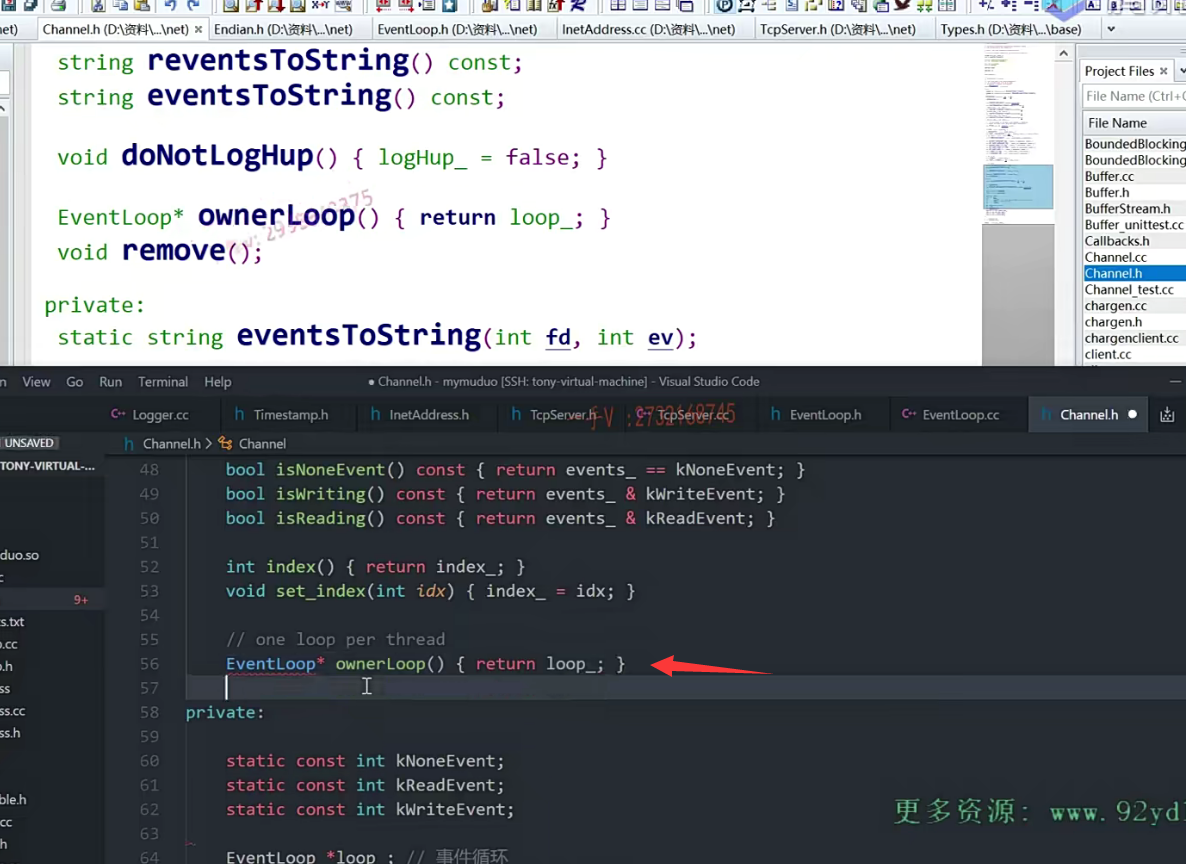 net)
Channel.h (D:\资料\...\net)
Endian.h (D:\资料\...\net)
EventLoop.h (D:\资料\...\net)
InetAddress.cc (D:\资料\...\net)
TcpServer.h (D:\资料\...\net)
Types.h (D:\资料\...\base)
string reventsToString() const;
string eventsToString() const;
void doNotLogHup() { logHup_ = false; }
EventLoop* ownerLoop() { return loop_; }
void remove();
private:
static string eventsToString(int fd, int ev);
Project Files
File Name (Ctrl+
File Name
BoundedBlocking
oundedBlocking
Buffer.cc
Buffer.h
ufferStream
Buffer_unittest.cc
Callbacks.h
Channel.cc
Channel.h
Channel_test.cc
chargen.cc
chargen.h
chargenclient.cc
client.cc
n View Go Run Terminal Help
● Channel.h - mymuduo [SSH: tony-virtual-machine] - Visual Studio Code
C++ Logger.cc
h Timestamp.h
h InetAddress.h
h TcpServer.h
C++ TcpServer.cc
h EventLoop.h
C++ EventLoop.cc
h Channel.h ●
:2732168745
UNSAVED
h Channel.h > Channel
TONY-VIRTUAL-...
duo.so
c
9+
s.txt
o.cc
o.h
ss
ss.cc
ss.h
ble.h
cc
h
48 bool isNoneEvent() const { return events_ == kNoneEvent; }
49 bool isWriting() const { return events_ & kWriteEvent; }
50 bool isReading() const { return events_ & kReadEvent; }
51
52 int index() { return index_; }
53 void set_index(int idx) { index_ = idx; }
54
55 // one loop per thread
56 EventLoop* ownerLoop() { return loop_; }
57
58 private:
59
60 static const int kNoneEvent;
61 static const int kReadEvent;
62 static const int kWriteEvent;
63
64 EventLoop *loop_; // 事件循环
更多资源: www.92yd